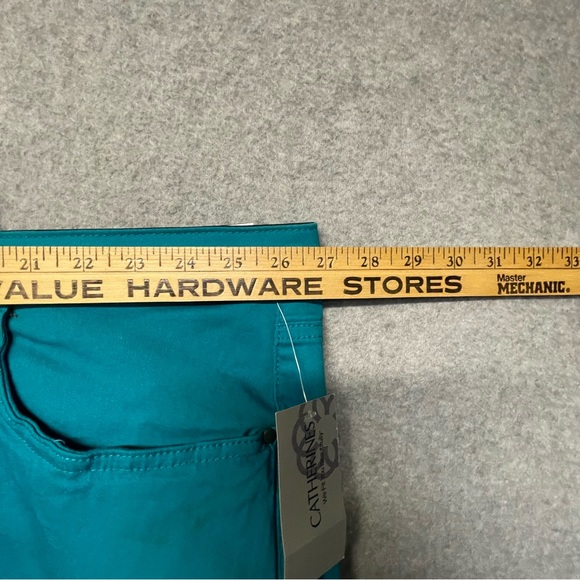 21 22 23 24 25 26 27 28 29 30 31 32 33
VALUE HARDWARE STORES Master MECHANIC®
CATHERINES